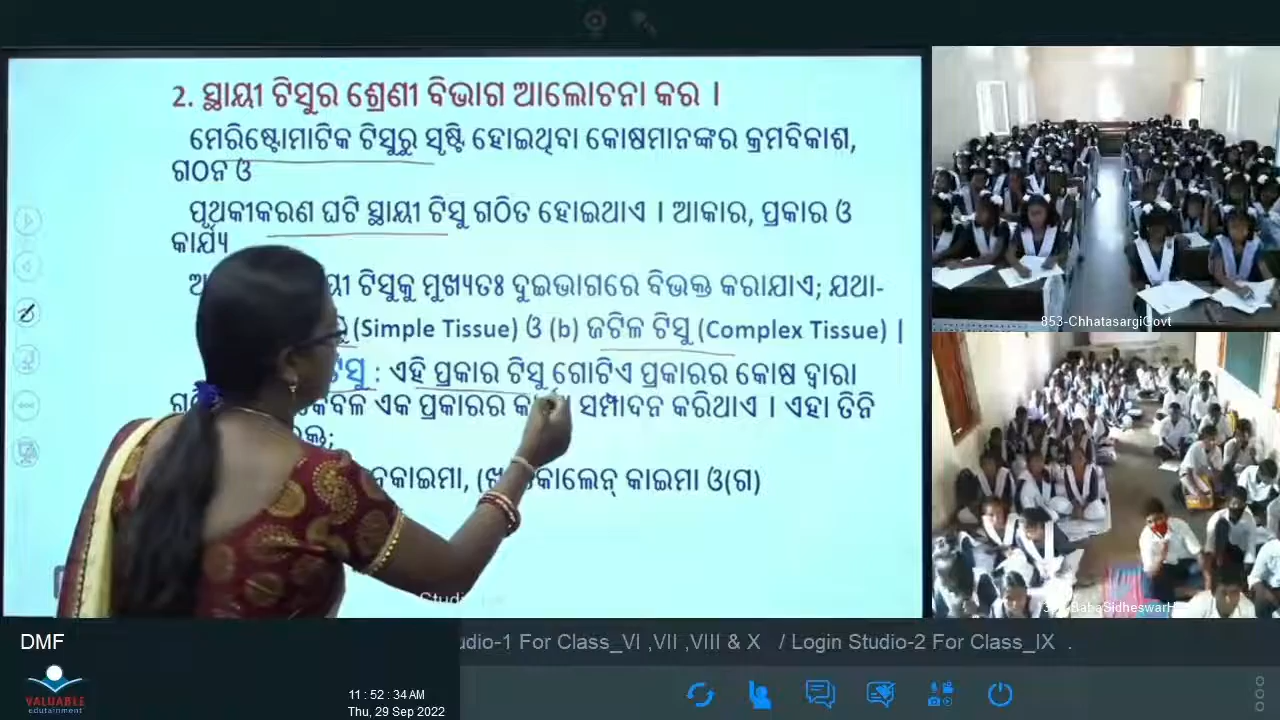 2. ସ୍ଥାୟୀ ଟିସୁର ଶ୍ରେଣୀ ବିଭାଗ ଆଲୋଚନା କର ।
ମେରିଷ୍ଟୋମାଟିକ ଟିସୁରୁ ସୃଷ୍ଟି ହୋଇଥିବା କୋଷମାନଙ୍କର କ୍ରମବିକାଶ,
ଗଠନ ଓ
ପୃଥକୀକରଣ ଘଟି ସ୍ଥାୟୀ ଟିସୁ ଗଠିତ ହୋଇଥାଏ । ଆକାର, ପ୍ରକାର ଓ
କାର୍ଯ୍ୟ
ଟିସୁକୁ ମୁଖ୍ୟତଃ ଦୁଇଭାଗରେ ବିଭକ୍ତ କରାଯାଏ; ଯଥା-
(Simple Tissue) ଓ (b) ଜଟିଳ ଟିସୁ (Complex Tissue) |
ଟିସୁ : ଏହି ପ୍ରକାର ଟିସୁ ଗୋଟିଏ ପ୍ରକାରର କୋଷ ଦ୍ୱାରା
ଏକ ପ୍ରକାରର ସମ୍ପାଦନ କରିଥାଏ । ଏହା ତିନି
କାଇମା ଓ(ଗ)
853-ChhatasargiGovt
DMF
udio-1 For Class_VI ,VII ,VIII & X / Login Studio-2 For Class_IX .
VALUABLE
edutainment
11 : 52 : 34 AM
Thu, 29 Sep 2022